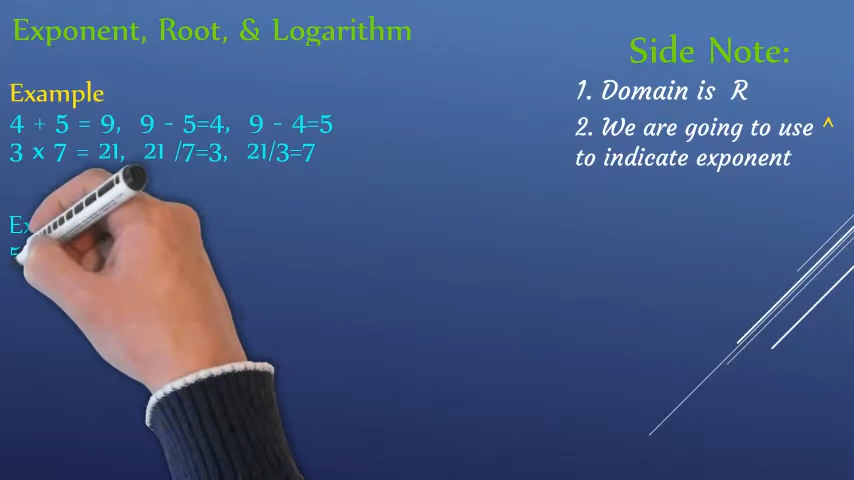 Exponent, Root, & Logarithm
Example
4 + 5 = 9, 9 - 5=4, 9 - 4=5
3 x 7 = 21, 21 /7=3, 21/3=7
Side Note:
1. Domain is R
2. We are going to use ^
to indicate exponent